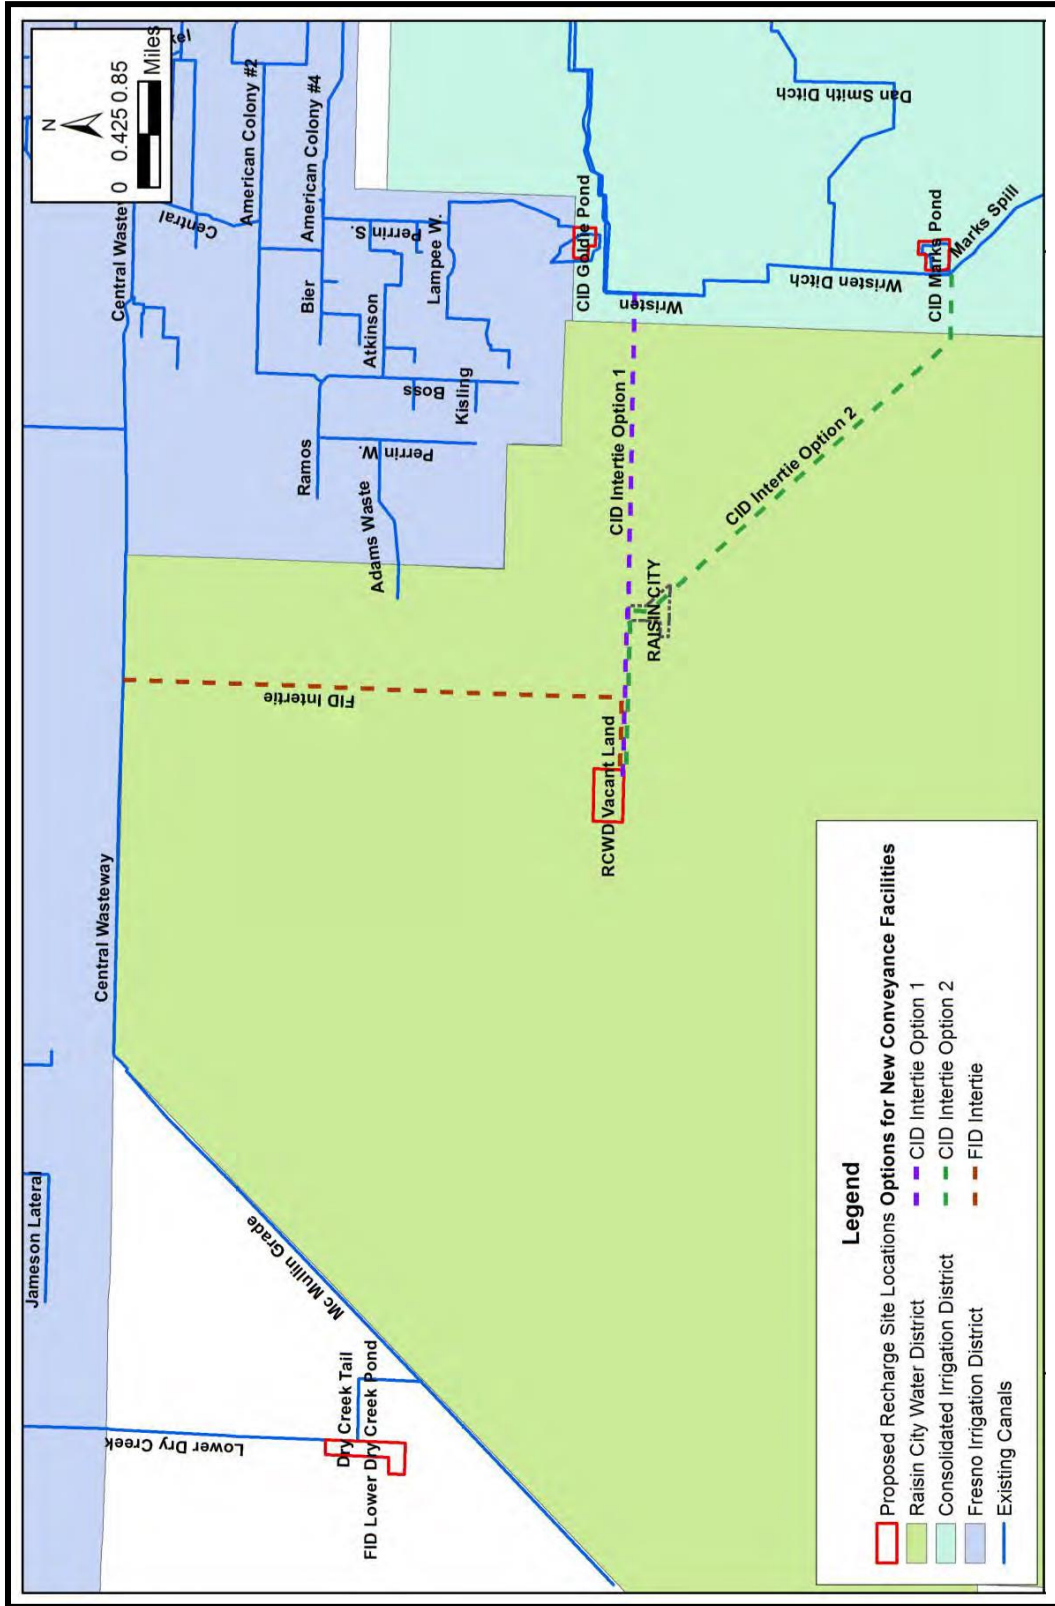 N
0 0.425 0.85
Miles
Jameson Lateral
Central Wasteway
Central Wastew
Central
American Colony #2
American Colony #4
Bier
Perrin S.
Atkinson
Lampee W.
Ramos
Boss
Kisling
Perrin W.
Adams Waste
Mc Mullin Grade
Lower Dry Creek
Dry Creek Tail
FID Lower Dry Creek Pond
FID Intertie
RCWD Vacant Land
RAISIN CITY
CID Intertie Option 1
CID Intertie Option 2
CID Goldie Pond
Wristen
Wristen Ditch
Dan Smith Ditch
CID Marks Pond
Marks Spill
Legend
Proposed Recharge Site Locations Options for New Conveyance Facilities
Raisin City Water District CID Intertie Option 1
Consolidated Irrigation District CID Intertie Option 2
Fresno Irrigation District FID Intertie
Existing Canals